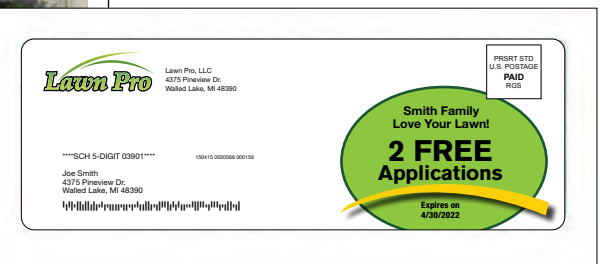 Lawn Pro
Lawn Pro, LLC
4375 Pineview Dr.
Walled Lake, MI 48390
PRSRT STD
U.S. POSTAGE
PAID
RGS
Smith Family
Love Your Lawn!
2 FREE
Applications
Expires on
4/30/2022
****SCH 5-DIGIT 03901****
150415 0030568 000156
Joe Smith
4375 Pineview Dr.
Walled Lake, MI 48390